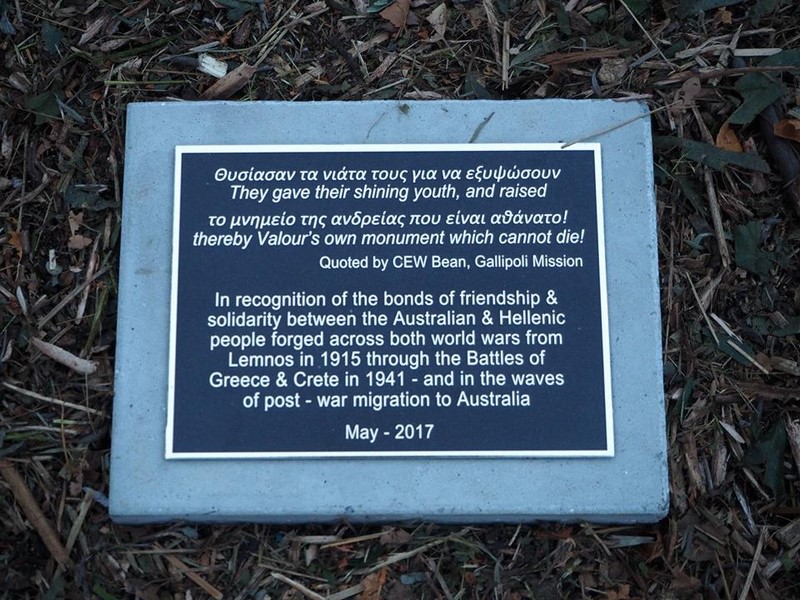 Θυσίασαν τα νιάτα τους για να εξυψώσουν
They gave their shining youth, and raised
το μνημείο της ανδρείας που είναι αθάνατο!
thereby Valour's own monument which cannot die!
Quoted by CEW Bean, Gallipoli Mission
In recognition of the bonds of friendship &
solidarity between the Australian & Hellenic
people forged across both world wars from
Lemnos in 1915 through the Battles of
Greece & Crete in 1941 - and in the waves
of post - war migration to Australia
May - 2017